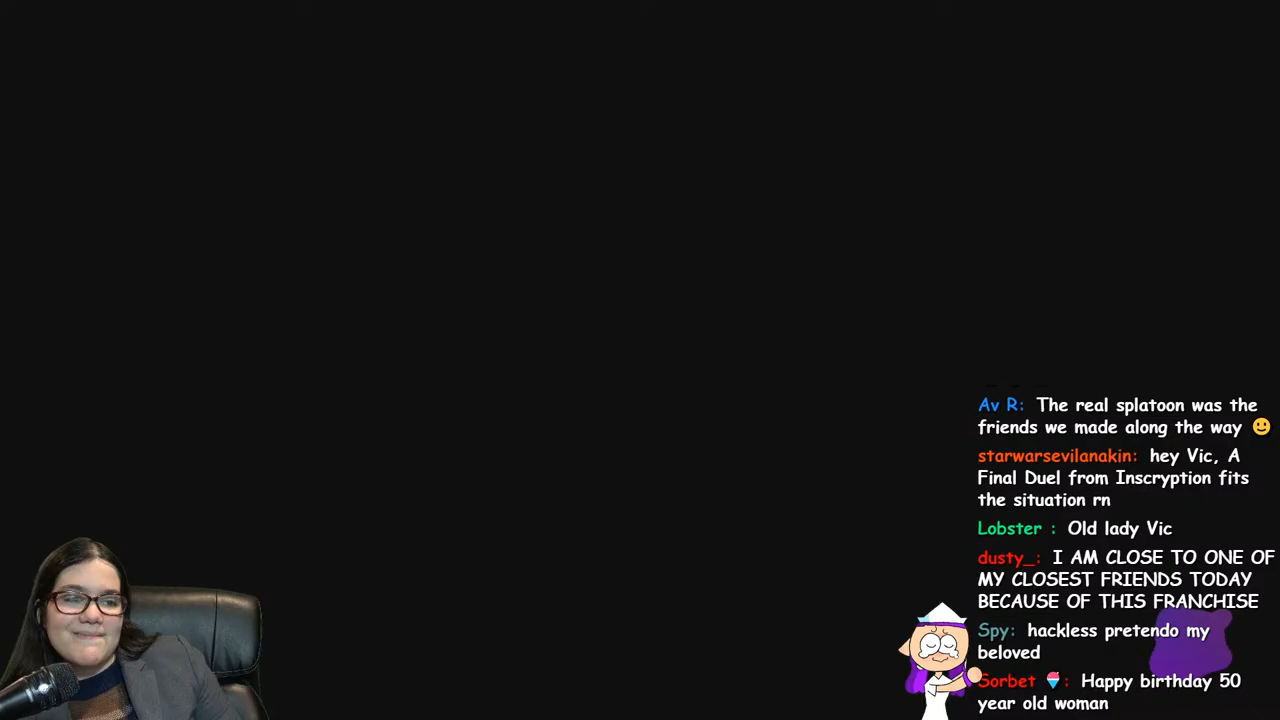 Av R: The real splatoon was the
friends we made along the way 🙂
starwarsevilanakin: hey Vic, A
Final Duel from Inscryption fits
the situation rn
Lobster : Old lady Vic
dusty_: I AM CLOSE TO ONE OF
MY CLOSEST FRIENDS TODAY
BECAUSE OF THIS FRANCHISE
Spy: hackless pretendo my
beloved
Sorbet 🍧: Happy birthday 50
year old woman